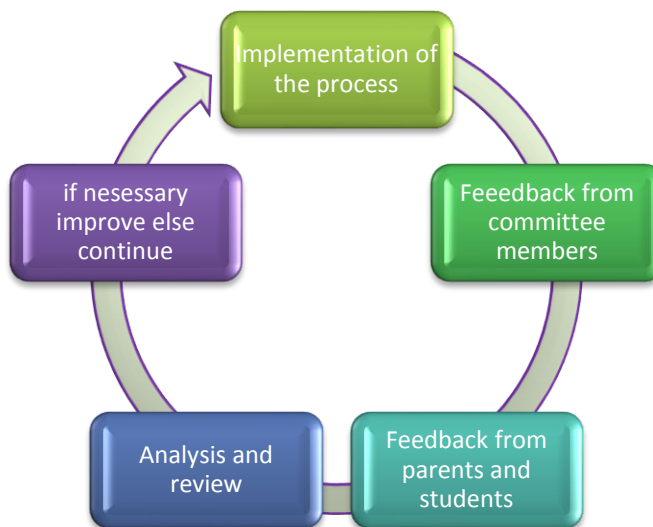 Implementation of
the process
Feeedback from
committee
members
Feedback from
parents and
students
Analysis and
review
if nesessary
improve else
continue